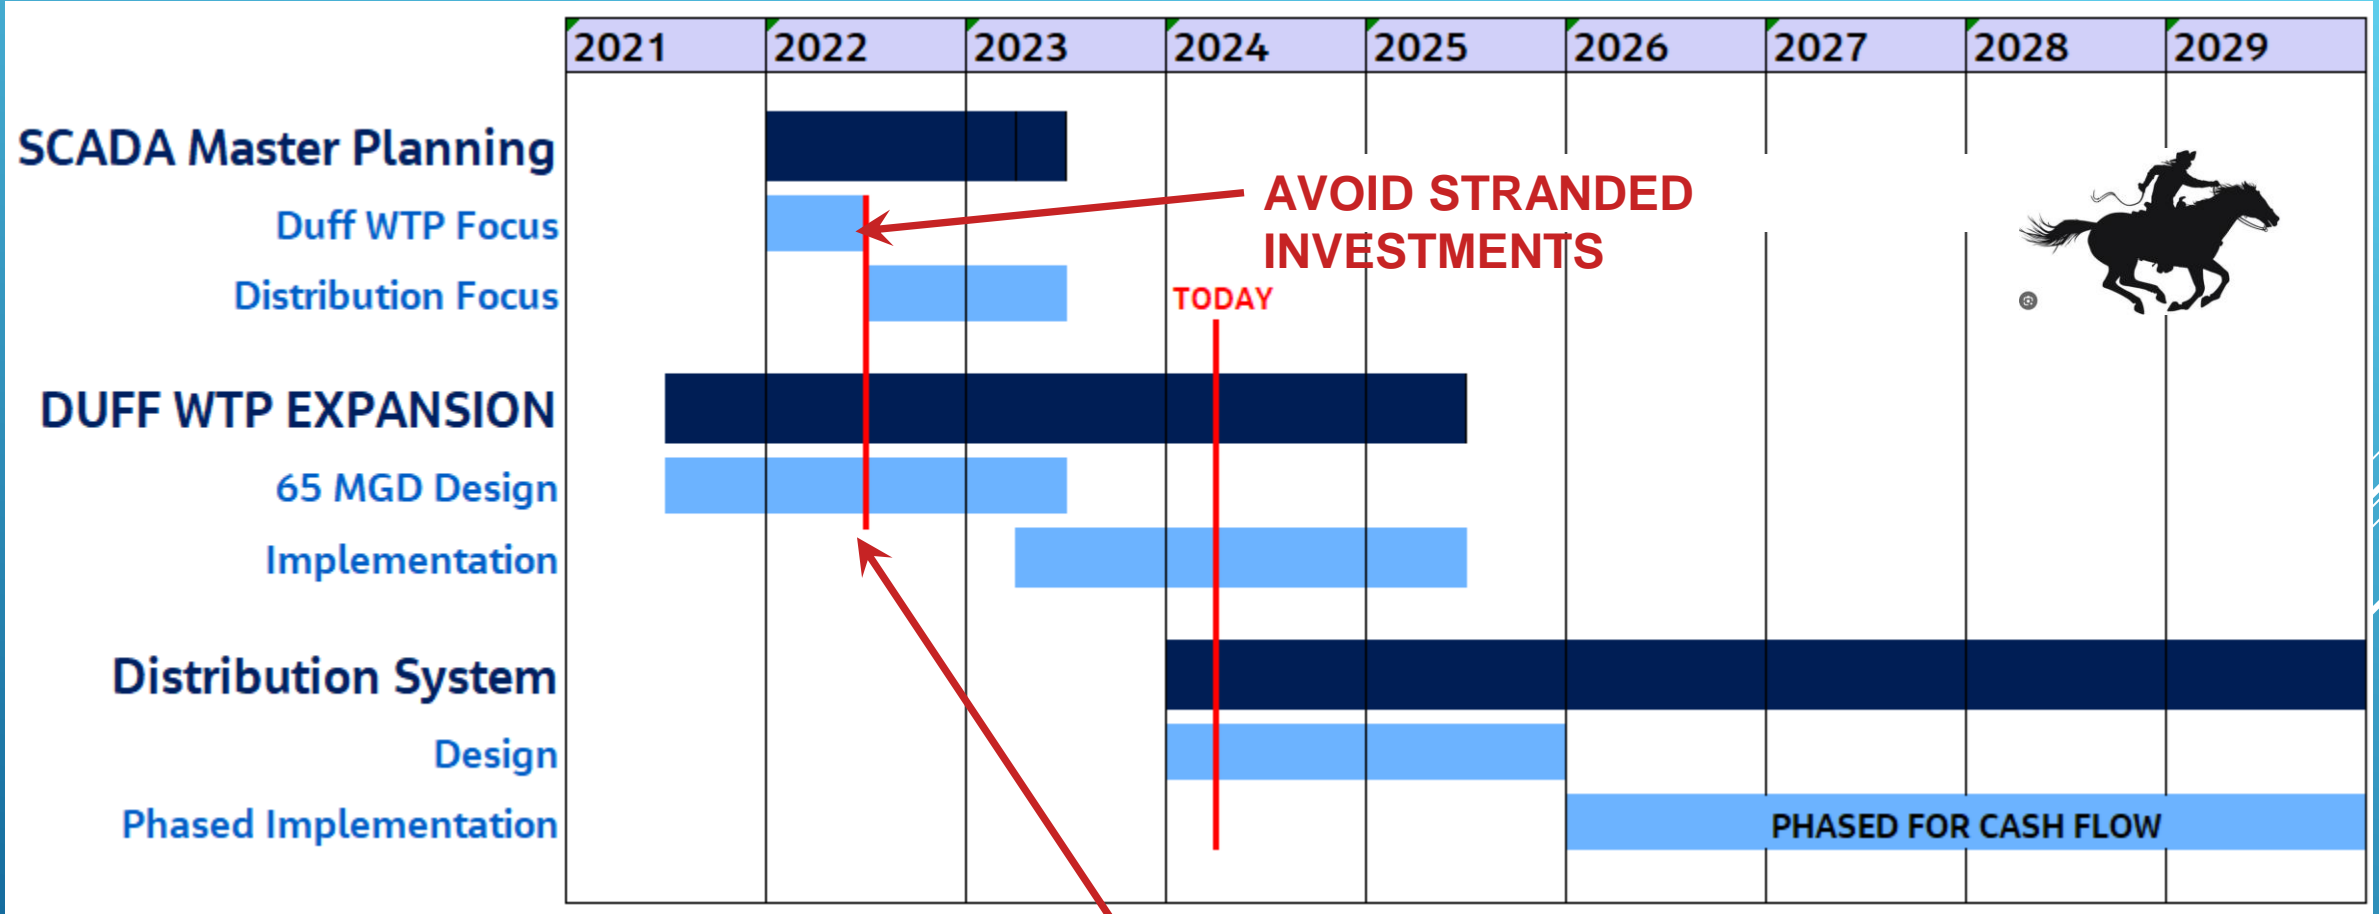 2021 2022 2023 2024 2025 2026 2027 2028 2029
SCADA Master Planning
AVOID STRANDED
INVESTMENTS
Duff WTP Focus
Distribution Focus
TODAY
DUFF WTP EXPANSION
65 MGD Design
Implementation
Distribution System
Design
Phased Implementation
PHASED FOR CASH FLOW